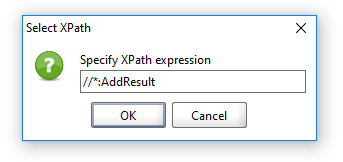 Select XPath
Specify XPath expression
//*:AddResult
OK Cancel